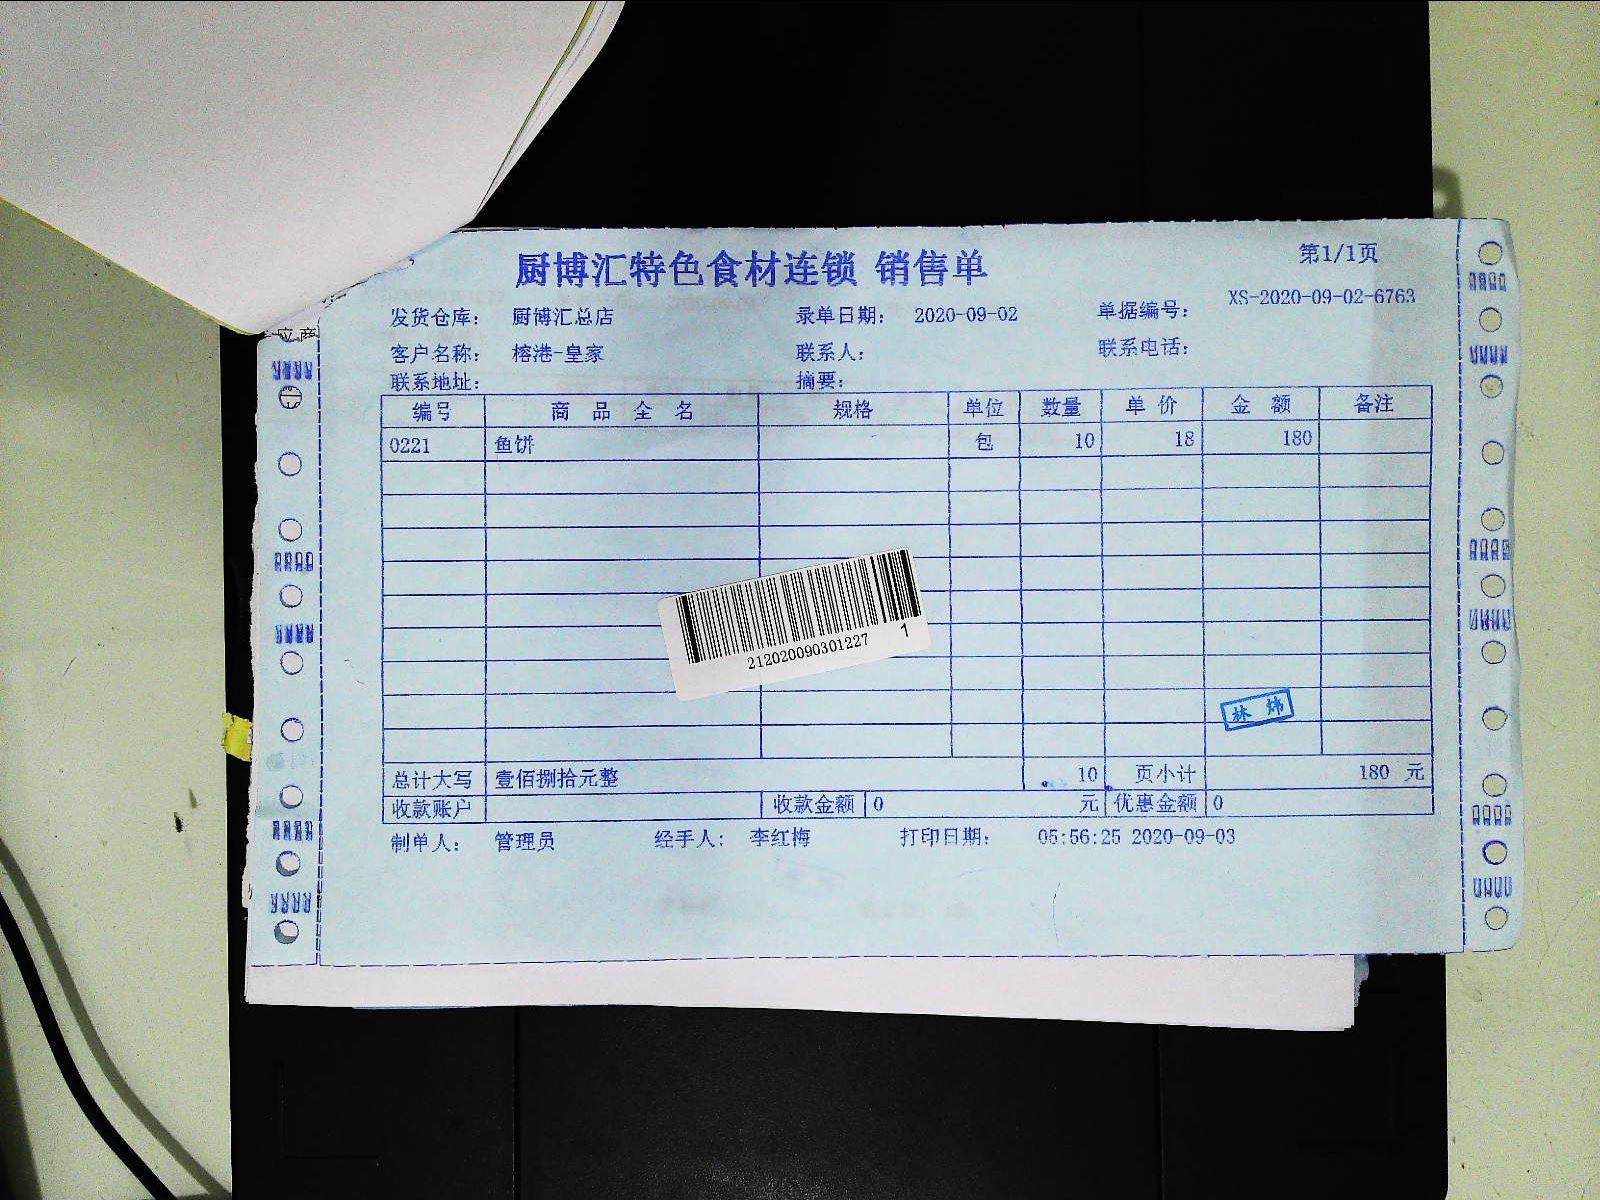 厨博汇特色食材连锁 销售单
第1/1页
发货仓库： 厨博汇总店 录单日期： 2020-09-02 单据编号： XS-2020-09-02-6763
客户名称： 榕港-皇家 联系人： 联系电话：
联系地址： 摘要：
应商
编号 商品全名 规格 单位 数量 单价 金额 备注
0221 鱼饼 包 10 18 180
212020090301227 1
林炜
总计大写 壹佰捌拾元整 10 页小计 180 元
收款账户 收款金额 0 元 优惠金额 0
制单人： 管理员 经手人： 李红梅 打印日期： 05:56:25 2020-09-03